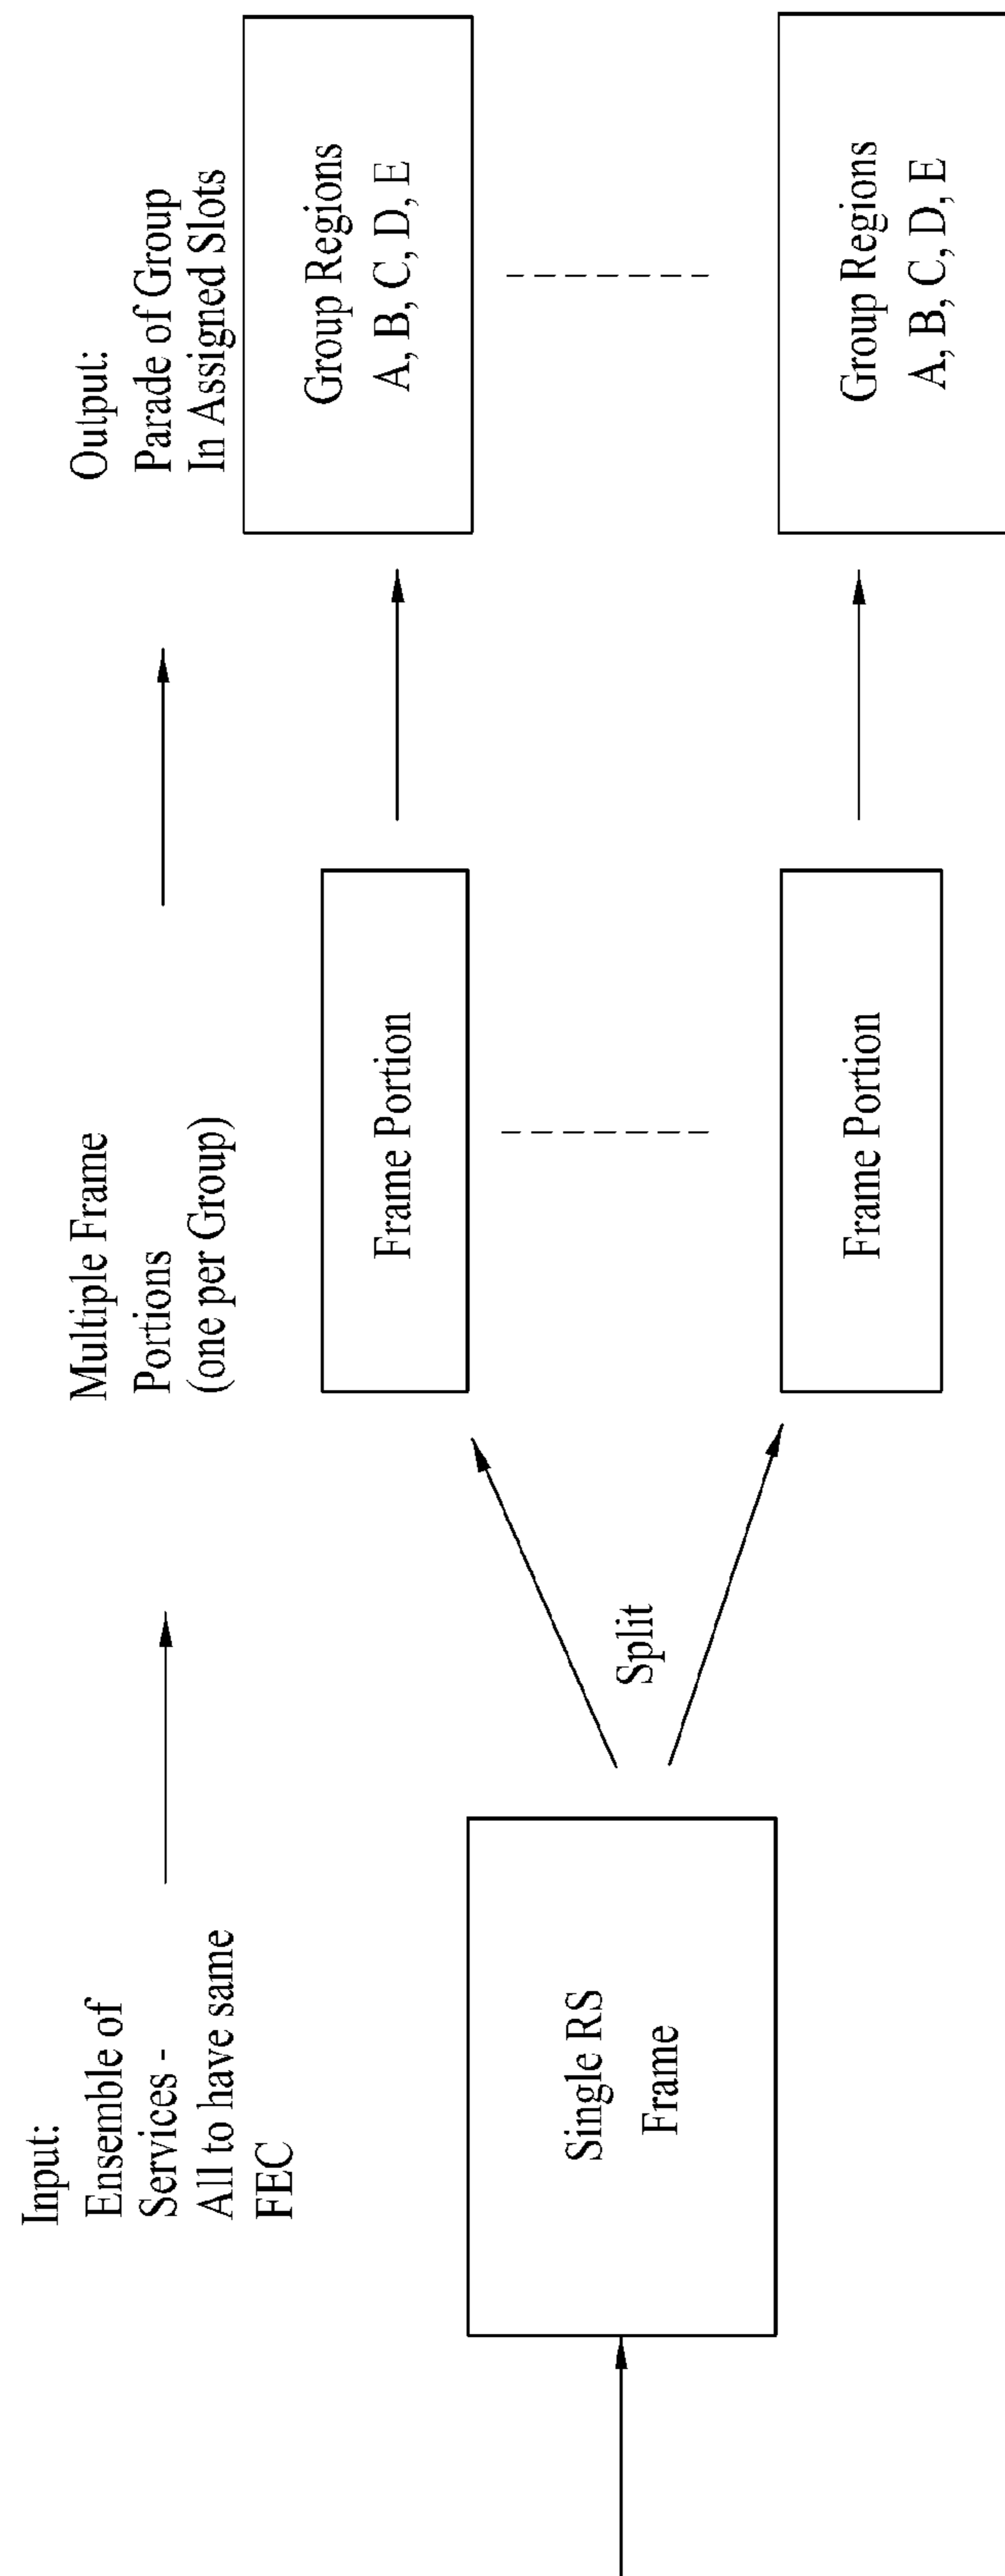 Input:
Ensemble of
Services -
All to have same
FEC
Multiple Frame
Portions
(one per Group)
Output:
Parade of Group
In Assigned Slots
Single RS
Frame
Split
Frame Portion
Group Regions
A, B, C, D, E
Frame Portion
Group Regions
A, B, C, D, E